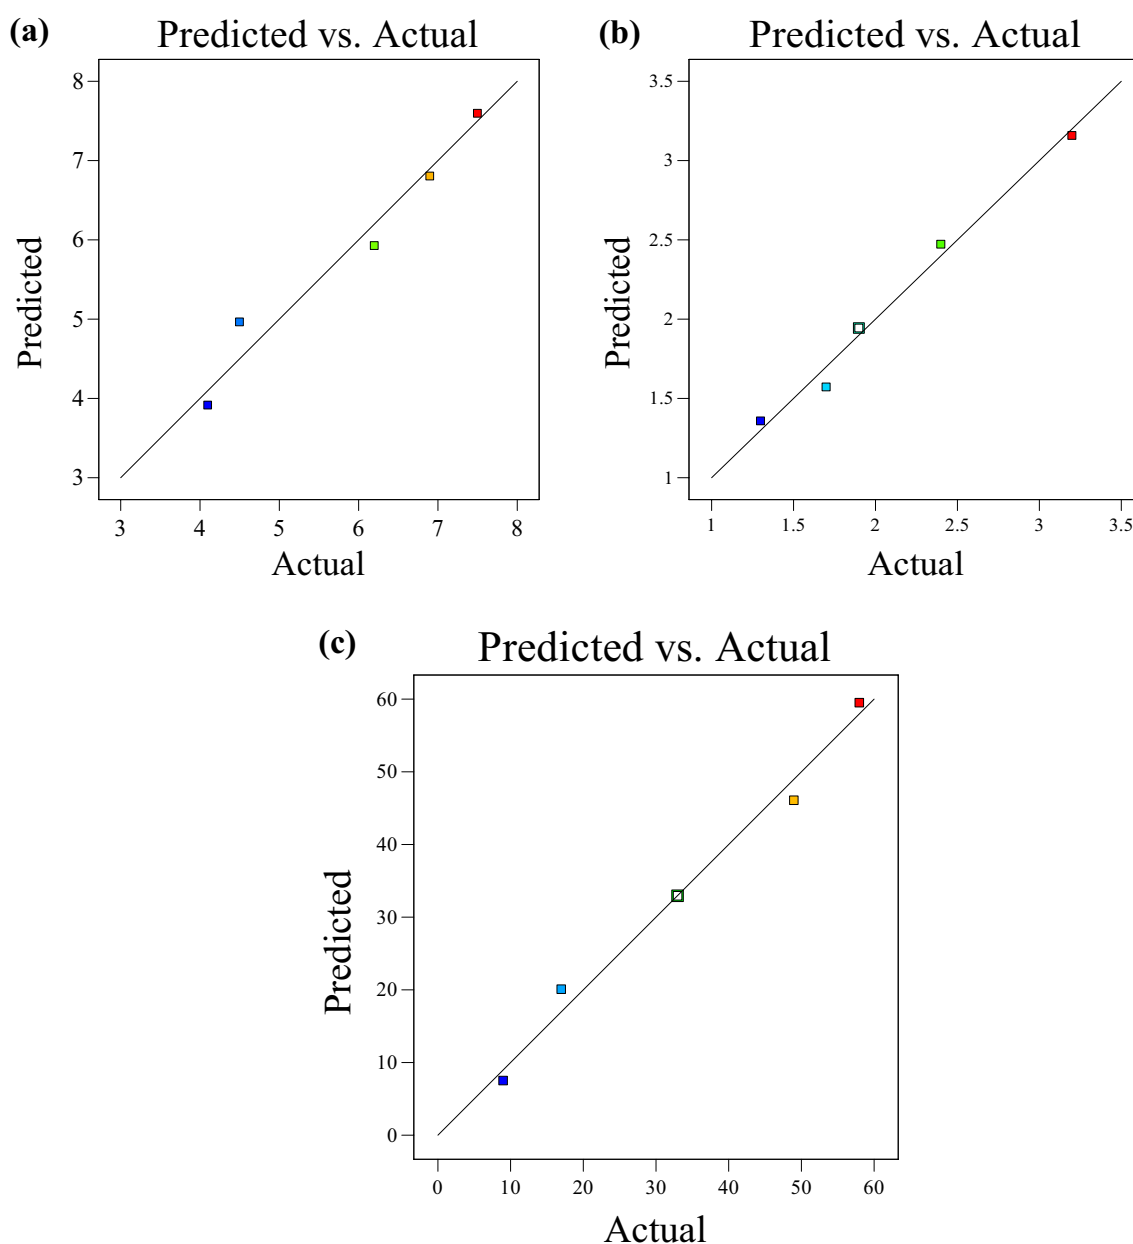 (a) Predicted vs. Actual
8
7
6
5
4
3
Predicted
3 4 5 6 7 8
Actual
(b) Predicted vs. Actual
3.5
3
2.5
2
1.5
1
Predicted
1 1.5 2 2.5 3 3.5
Actual
(c) Predicted vs. Actual
60
50
40
30
20
10
0
Predicted
0 10 20 30 40 50 60
Actual